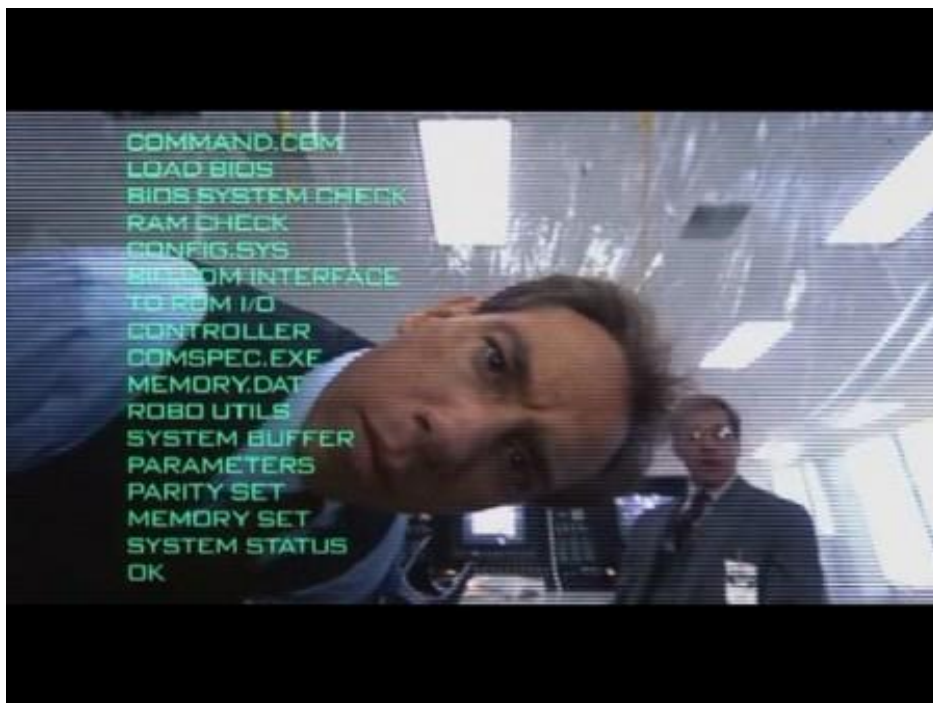 COMMAND.COM
LOAD BIOS
BIOS SYSTEM CHECK
RAM CHECK
CONFIG.SYS
INTERFACE
TO ROM I/O
CONTROLLER
COMSPEC.EXE
MEMORY.DAT
ROBO UTILS
SYSTEM BUFFER
PARAMETERS
PARITY SET
MEMORY SET
SYSTEM STATUS
OK